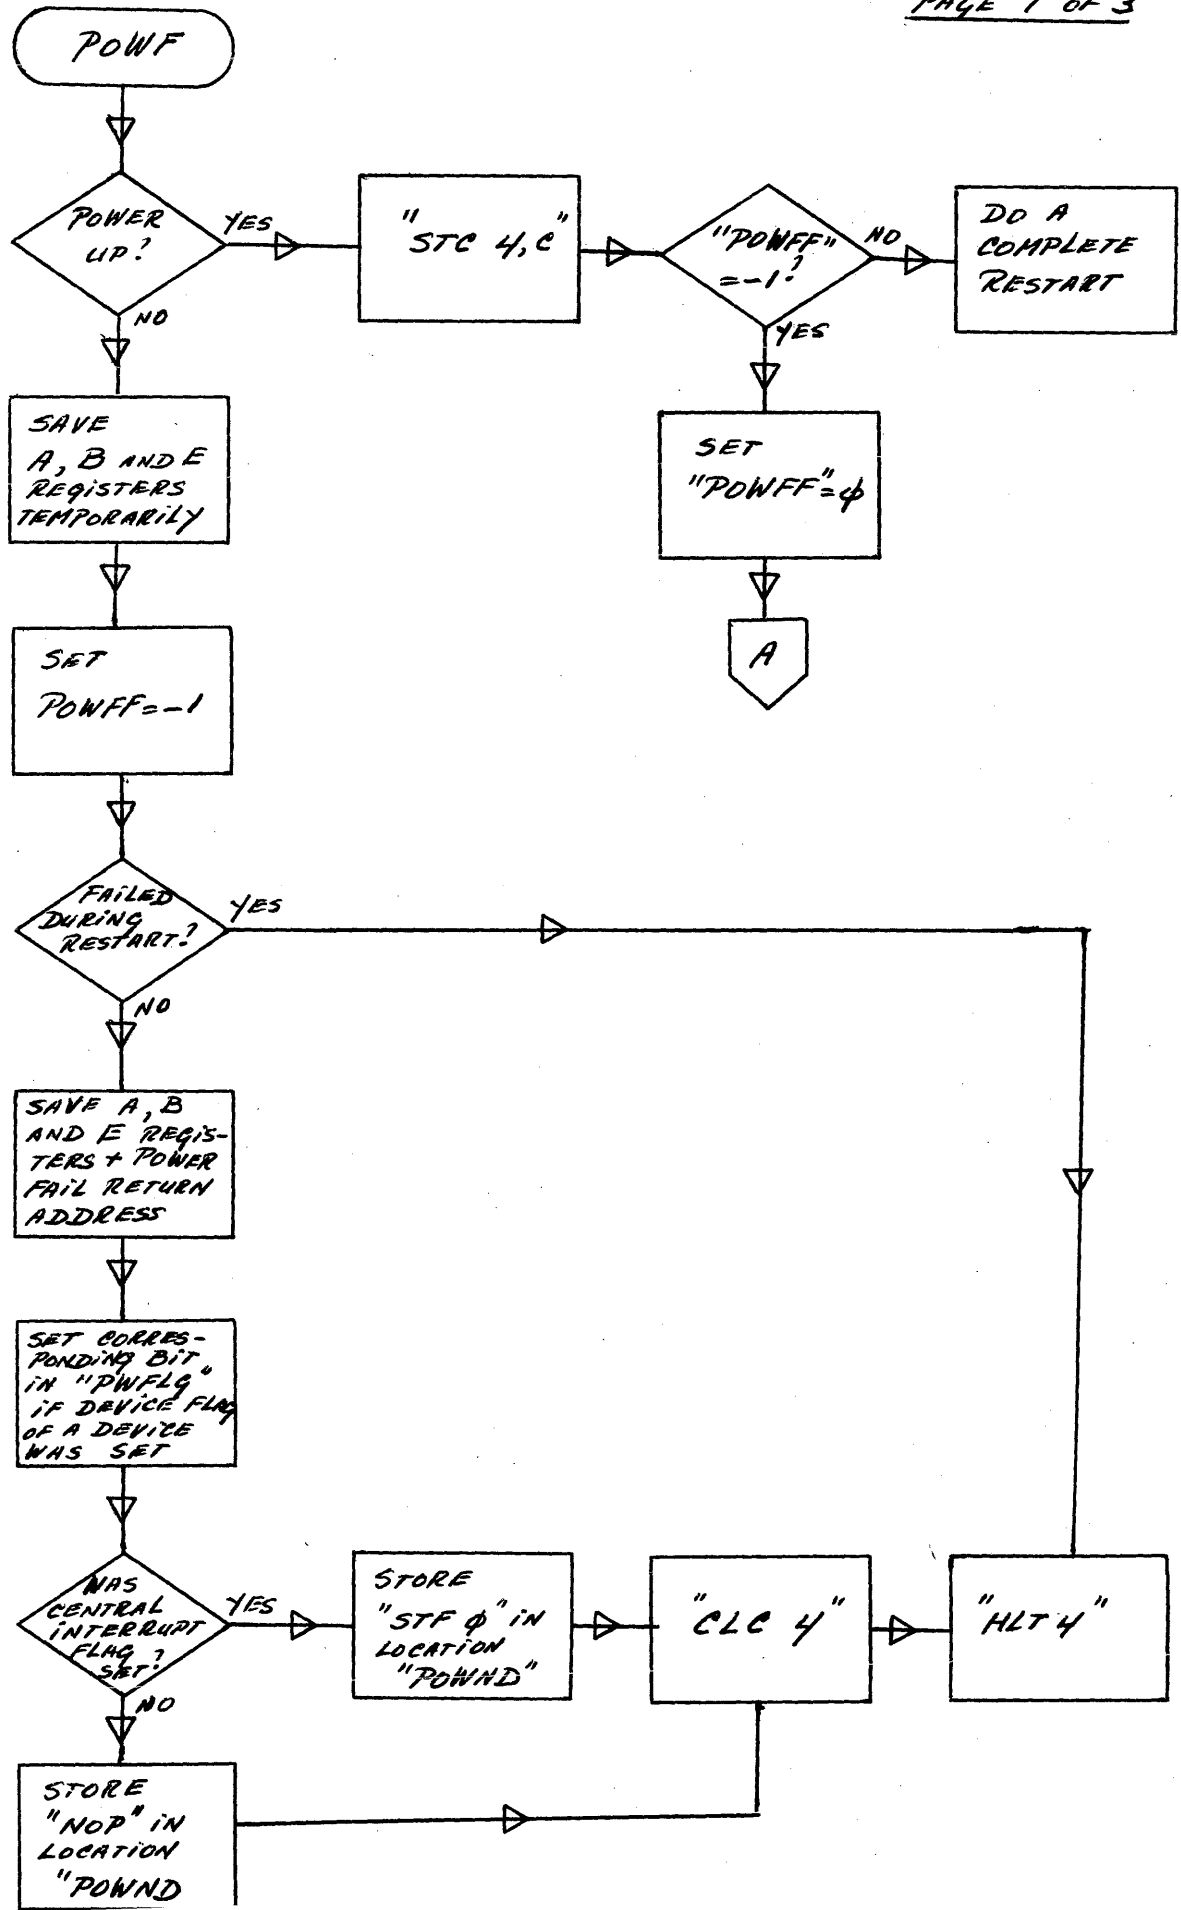 PAGE 1 OF 3
POWF
POWER
UP?
YES
NO
"STC 4,C"
"POWFF"
=-1?
NO
YES
DO A
COMPLETE
RESTART
SET
"POWFF"=ϕ
A
SAVE
A, B AND E
REGISTERS
TEMPORARILY
SET
POWFF=-1
FAILED
DURING
RESTART?
YES
NO
SAVE A, B
AND E REGIS-
TERS + POWER
FAIL RETURN
ADDRESS
SET CORRES-
PONDING BIT
IN "PWFLG"
IF DEVICE FLAG
OF A DEVICE
WAS SET
WAS
CENTRAL
INTERRUPT
FLAG
SET?
YES
NO
STORE
"STF ϕ" IN
LOCATION
"POWND"
"CLC 4"
"HLT 4"
STORE
"NOP" IN
LOCATION
"POWND